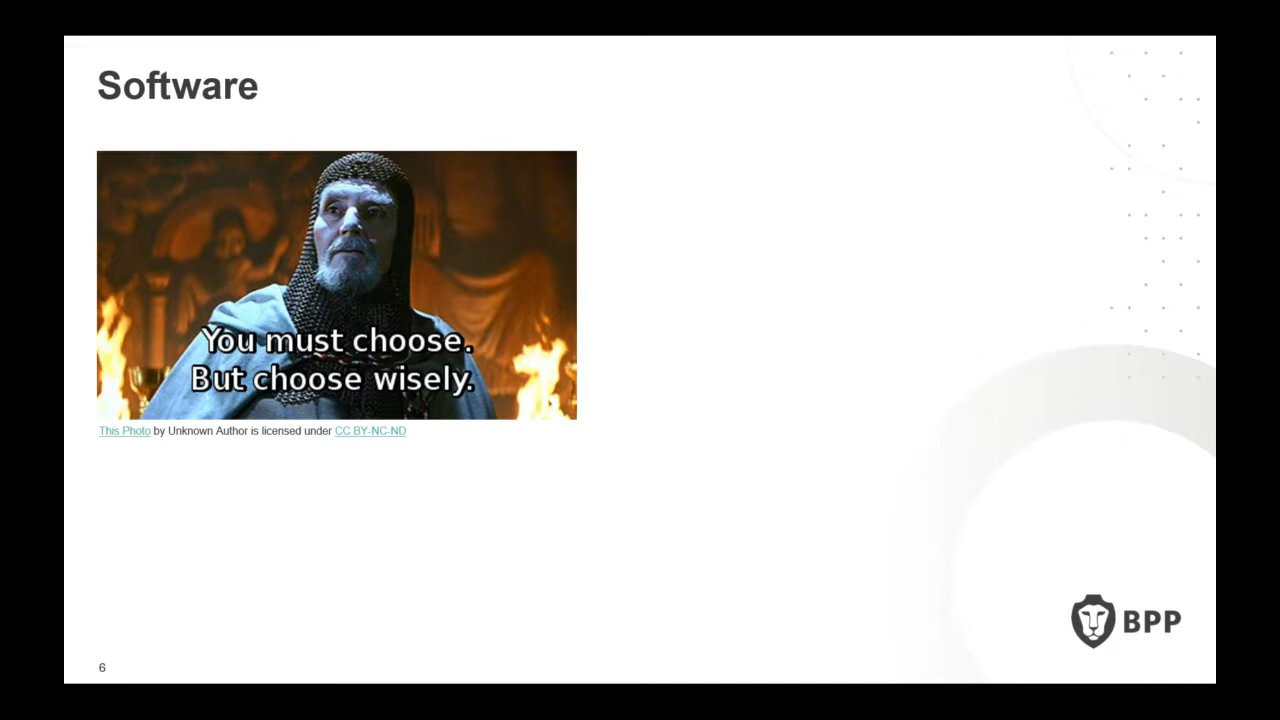 Software
You must choose.
But choose wisely.
This Photo by Unknown Author is licensed under CC BY-NC-ND
BPP
6